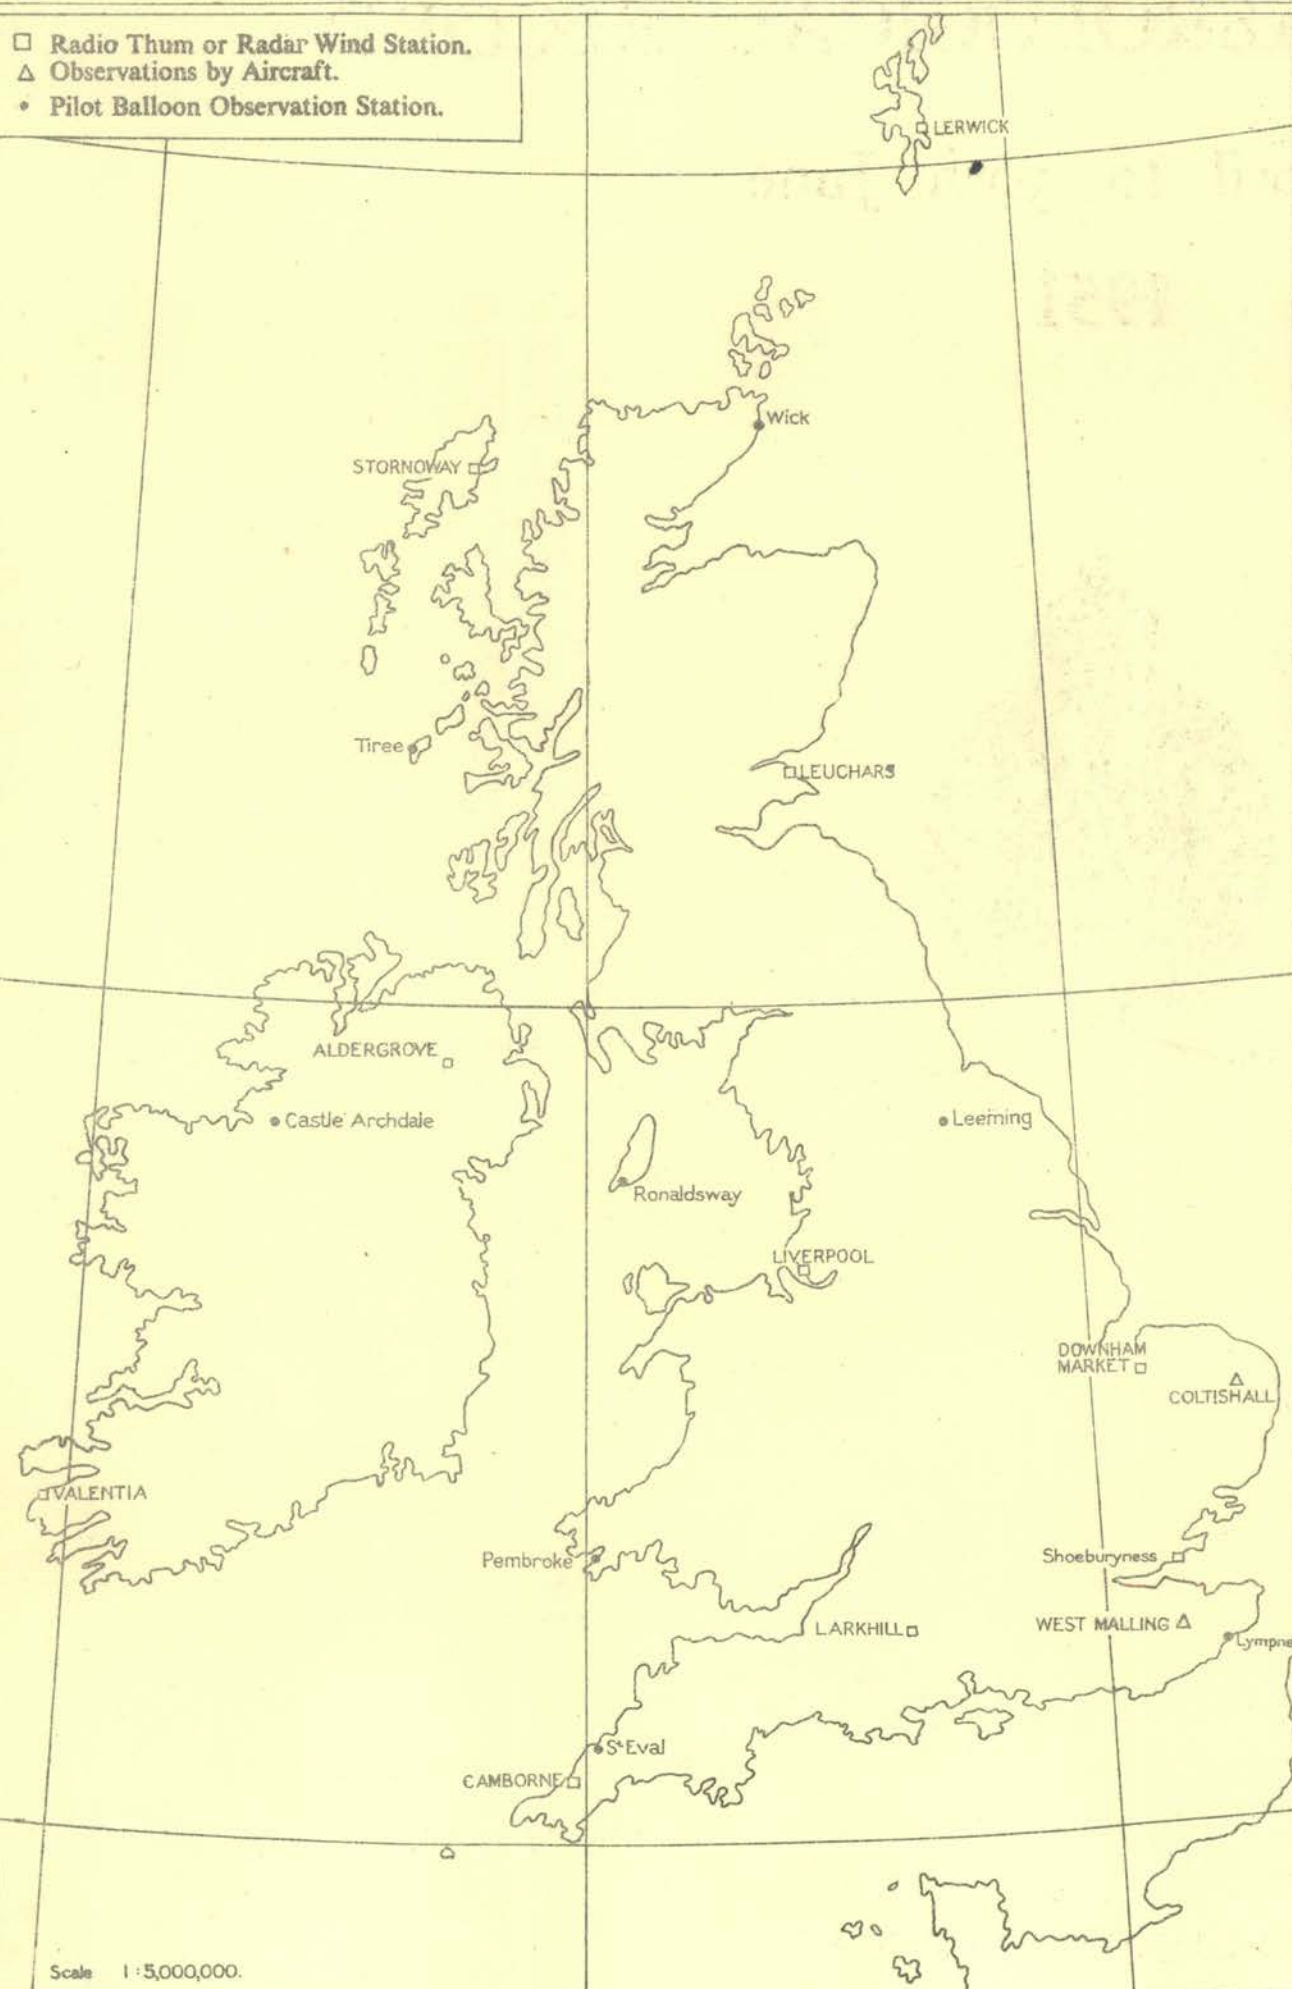 □ Radio Thum or Radar Wind Station.
△ Observations by Aircraft.
• Pilot Balloon Observation Station.
LERWICK
Wick
STORNOWAY
Tiree
LEUCHARS
ALDERGROVE
Castle Archdale
Leeming
Ronaldsway
LIVERPOOL
DOWNHAM
MARKET
COLTISHALL
VALENTIA
Pembroke
Shoeburyness
LARKHILL
WEST MALLING
Lympne
St Eval
CAMBORNE
Scale 1:5,000,000.